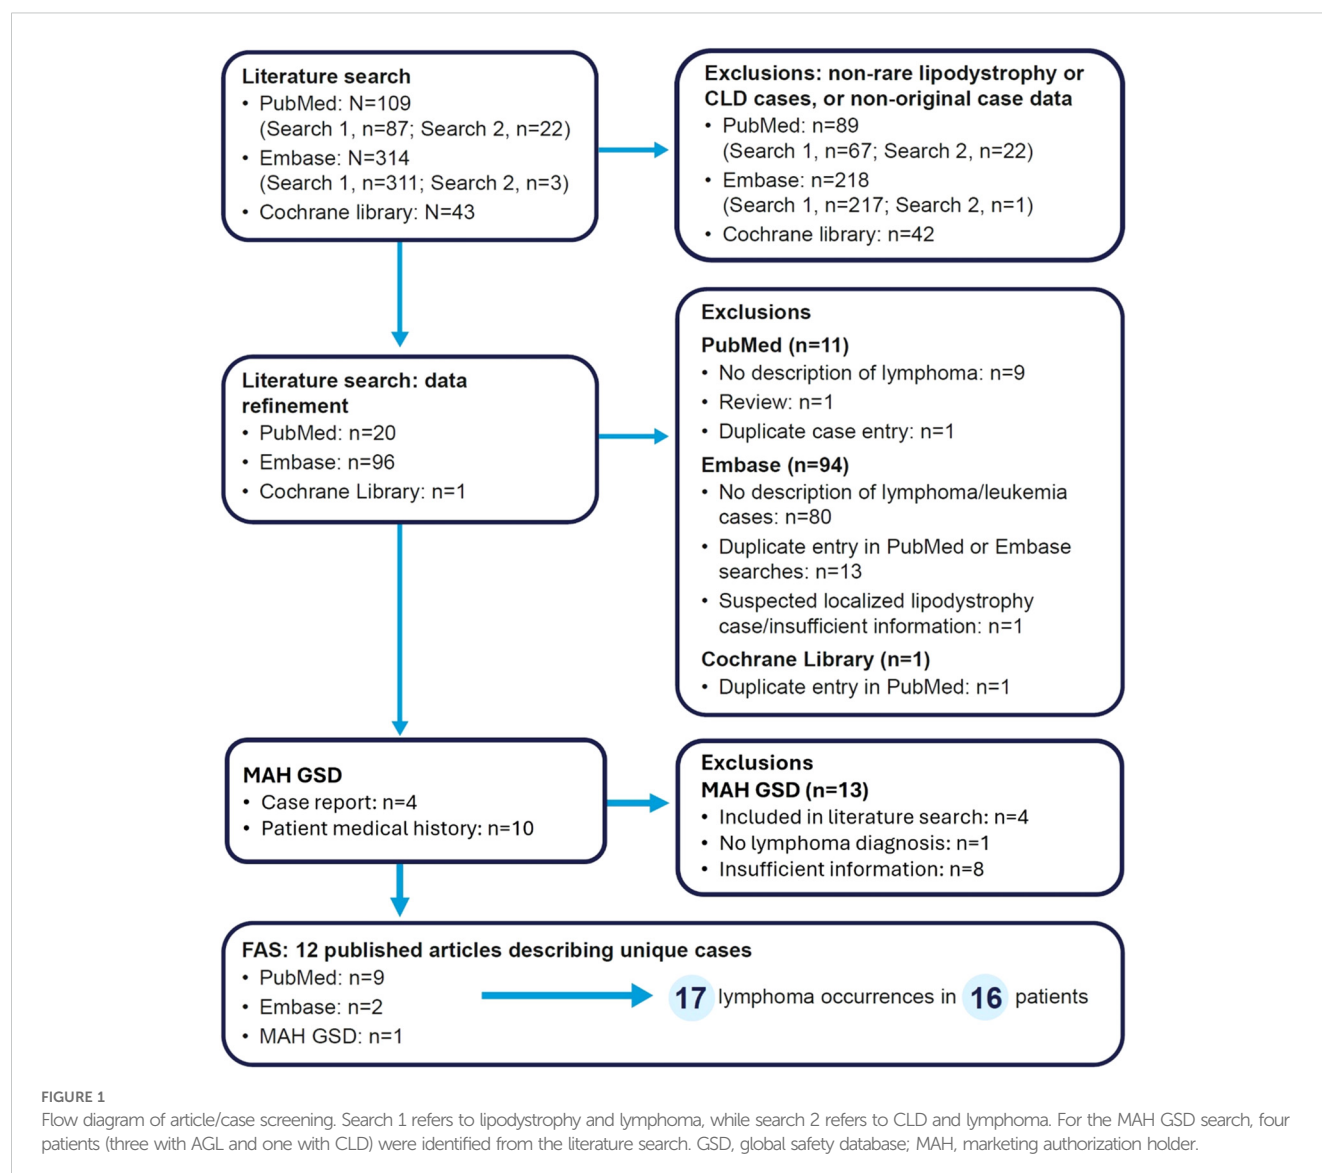 Literature search
• PubMed: N=109
(Search 1, n=87; Search 2, n=22)
• Embase: N=314
(Search 1, n=311; Search 2, n=3)
• Cochrane library: N=43
Exclusions: non-rare lipodystrophy or
CLD cases, or non-original case data
• PubMed: n=89
(Search 1, n=67; Search 2, n=22)
• Embase: n=218
(Search 1, n=217; Search 2, n=1)
• Cochrane library: n=42
Literature search: data
refinement
• PubMed: n=20
• Embase: n=96
• Cochrane Library: n=1
Exclusions
PubMed (n=11)
• No description of lymphoma: n=9
• Review: n=1
• Duplicate case entry: n=1
Embase (n=94)
• No description of lymphoma/leukemia
cases: n=80
• Duplicate entry in PubMed or Embase
searches: n=13
• Suspected localized lipodystrophy
case/insufficient information: n=1
Cochrane Library (n=1)
• Duplicate entry in PubMed: n=1
MAH GSD
• Case report: n=4
• Patient medical history: n=10
Exclusions
MAH GSD (n=13)
• Included in literature search: n=4
• No lymphoma diagnosis: n=1
• Insufficient information: n=8
FAS: 12 published articles describing unique cases
• PubMed: n=9
• Embase: n=2
• MAH GSD: n=1
17 lymphoma occurrences in 16 patients
FIGURE 1
Flow diagram of article/case screening. Search 1 refers to lipodystrophy and lymphoma, while search 2 refers to CLD and lymphoma. For the MAH GSD search, four
patients (three with AGL and one with CLD) were identified from the literature search. GSD, global safety database; MAH, marketing authorization holder.